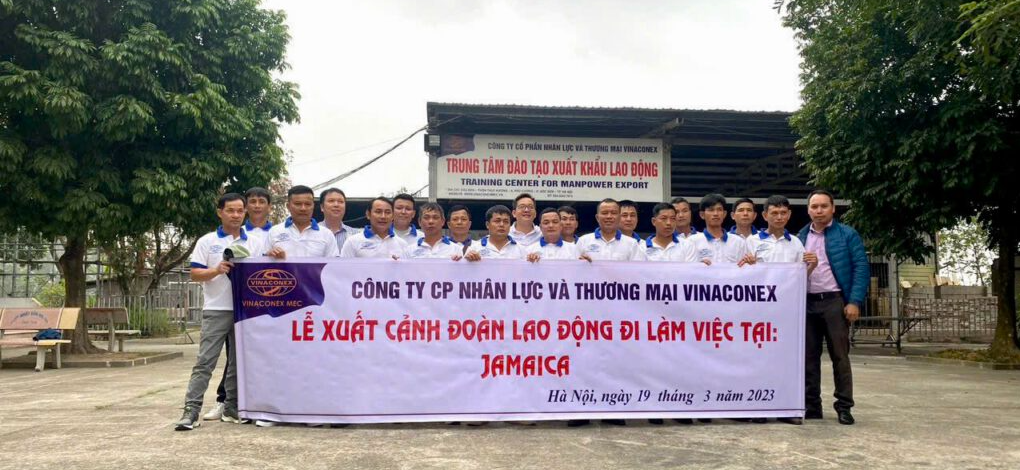 CÔNG TY CỔ PHẦN NHÂN LỰC VÀ THƯƠNG MẠI VINACONEX
TRUNG TÂM ĐÀO TẠO XUẤT KHẨU LAO ĐỘNG
TRAINING CENTER FOR MANPOWER EXPORT
VINACONEX
VINACONEX MEC
CÔNG TY CP NHÂN LỰC VÀ THƯƠNG MẠI VINACONEX
LỄ XUẤT CẢNH ĐOÀN LAO ĐỘNG ĐI LÀM VIỆC TẠI:
JAMAICA
Hà Nội, ngày 19 tháng 3 năm 2023